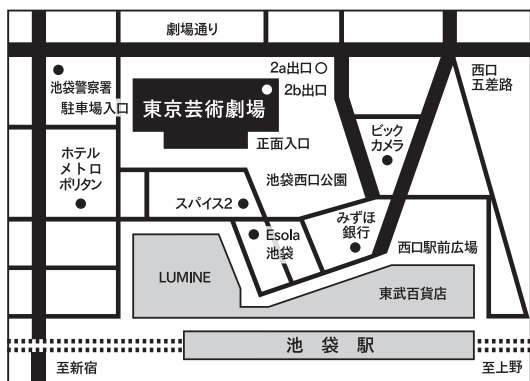 劇場通り
2a出口
西口
五差路
池袋警察署
2b出口
駐車場入口
東京芸術劇場
正面入口
ビック
カメラ
ホテル
メトロ
ポリタン
池袋西口公園
スパイス2
みずほ
銀行
Esola
池袋
西口駅前広場
LUMINE
東武百貨店
池袋駅
至新宿
至上野